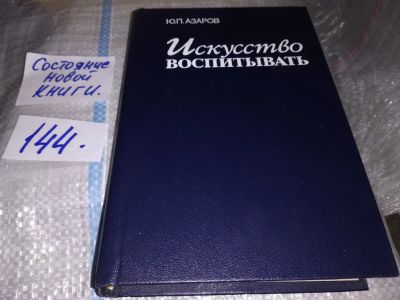 Ю.П. АЗАРОВ
Искусство
ВОСПИТЫВАТЬ
Состояние
новой
книги.
144.